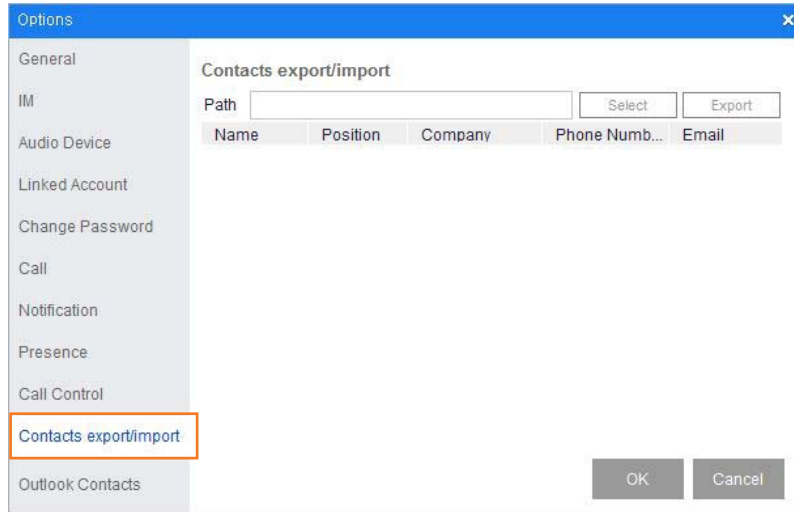 Options
General
IM
Audio Device
Linked Account
Change Password
Call
Notification
Presence
Call Control
Contacts export/import
Outlook Contacts
Contacts export/import
Path Select Export
Name Position Company Phone Numb... Email
OK Cancel